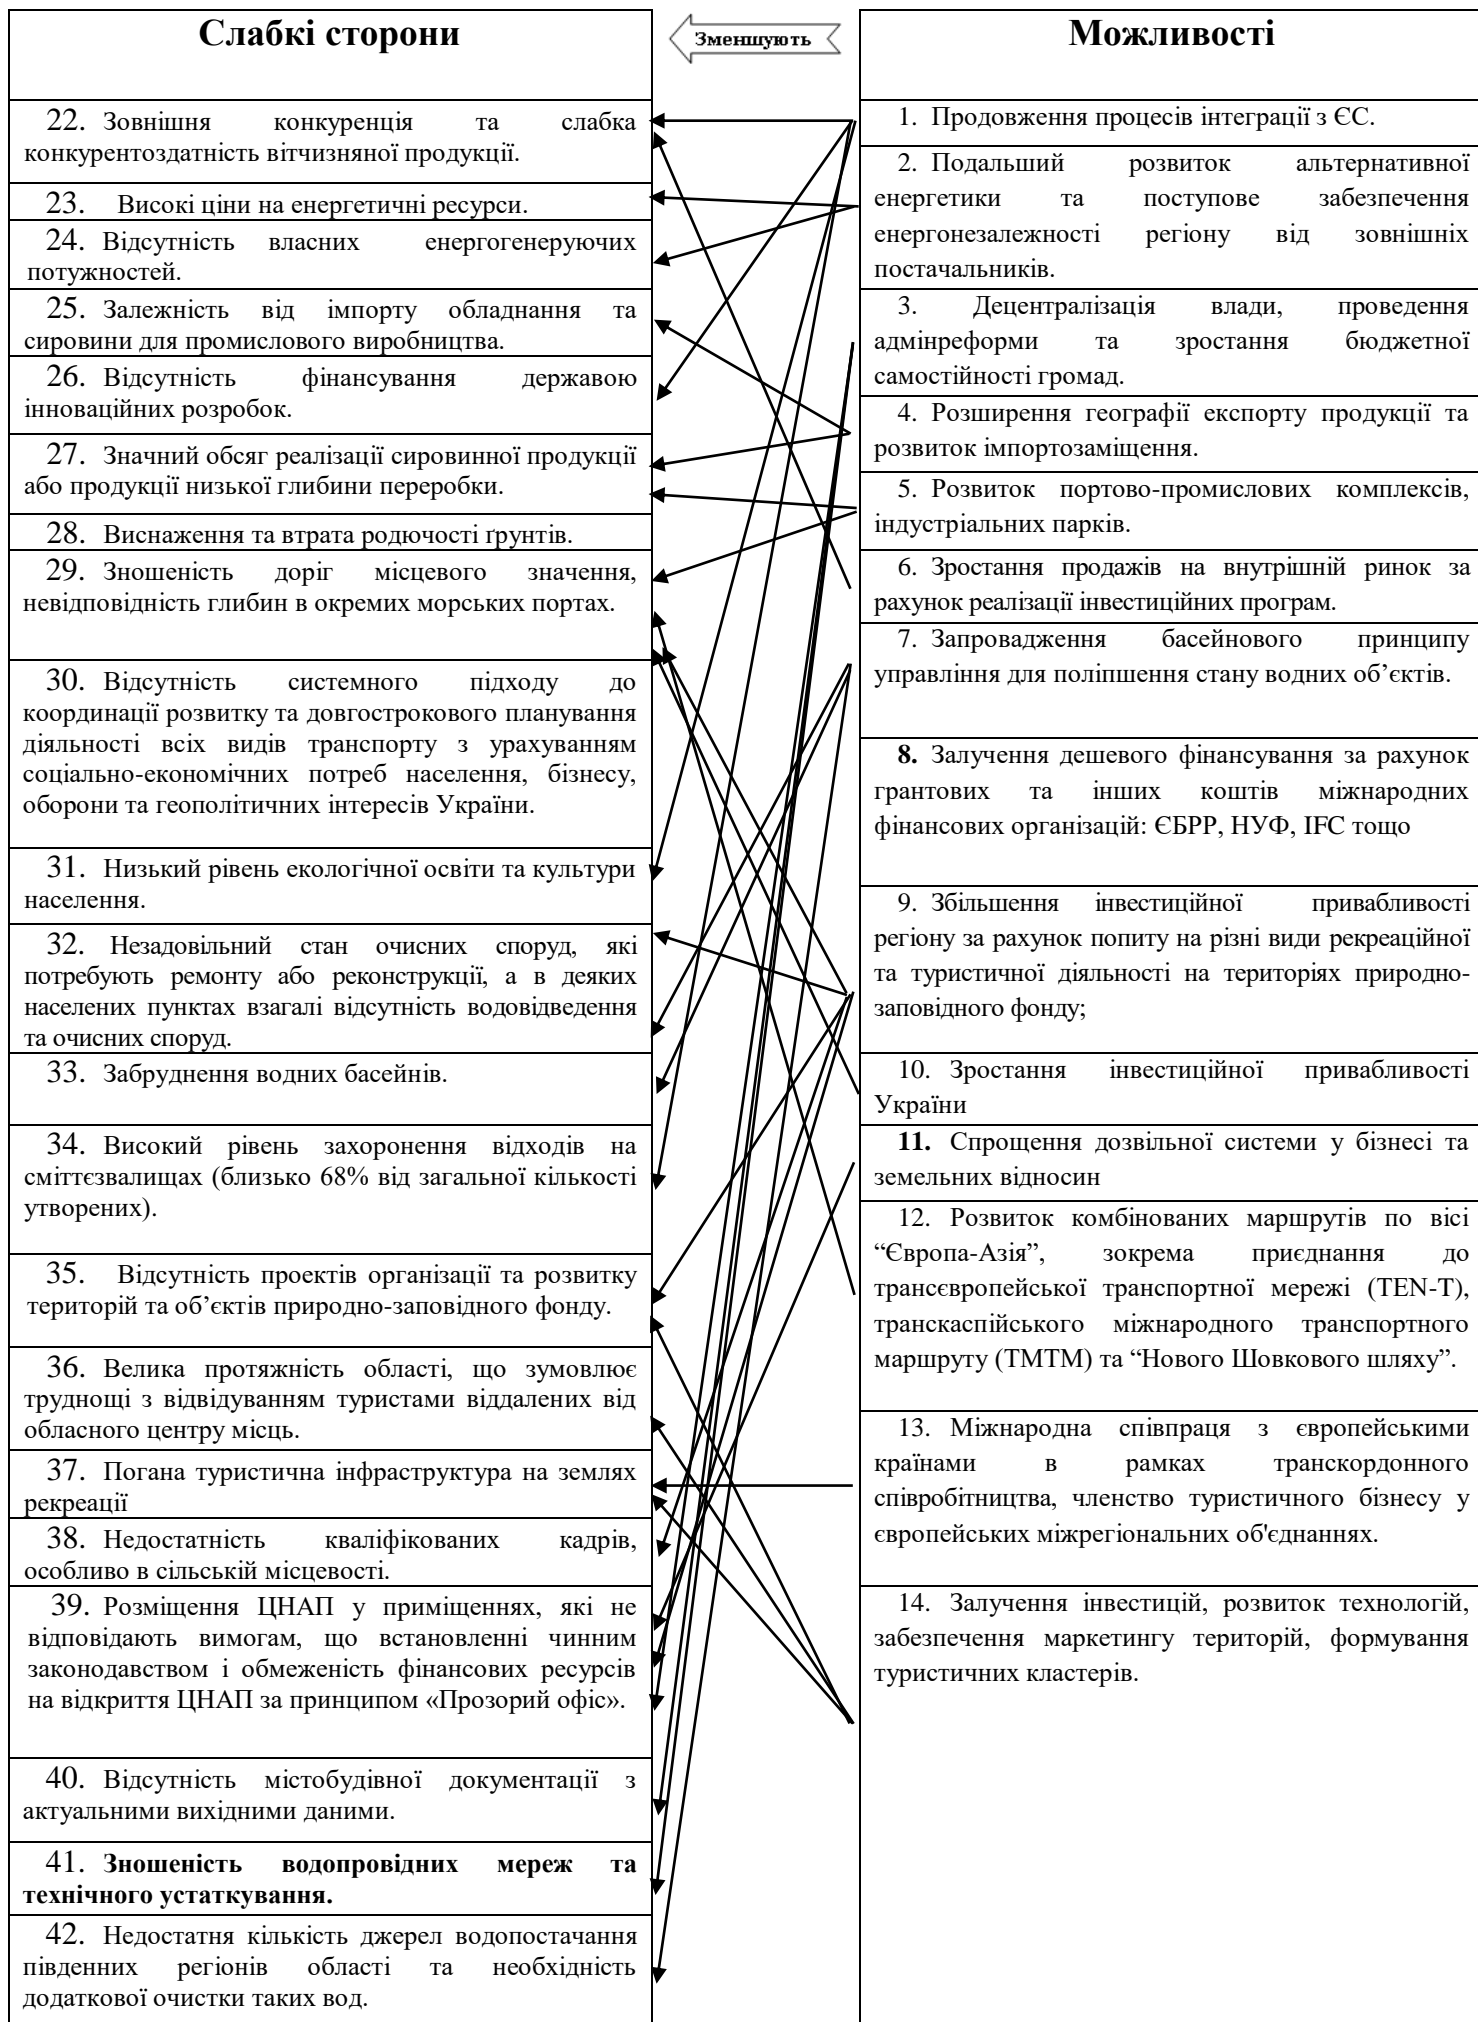 Слабкі сторони
Зменшують
Можливості
22. Зовнішня конкуренція та слабка
конкурентоздатність вітчизняної продукції.
23. Високі ціни на енергетичні ресурси.
24. Відсутність власних енергогенеруючих
потужностей.
25. Залежність від імпорту обладнання та
сировини для промислового виробництва.
26. Відсутність фінансування державою
інноваційних розробок.
27. Значний обсяг реалізації сировинної продукції
або продукції низької глибини переробки.
28. Виснаження та втрата родючості ґрунтів.
29. Зношеність доріг місцевого значення,
невідповідність глибин в окремих морських портах.
30. Відсутність системного підходу до
координації розвитку та довгострокового планування
діяльності всіх видів транспорту з урахуванням
соціально-економічних потреб населення, бізнесу,
оборони та геополітичних інтересів України.
31. Низький рівень екологічної освіти та культури
населення.
32. Незадовільний стан очисних споруд, які
потребують ремонту або реконструкції, а в деяких
населених пунктах взагалі відсутність водовідведення
та очисних споруд.
33. Забруднення водних басейнів.
34. Високий рівень захоронення відходів на
сміттєзвалищах (близько 68% від загальної кількості
утворених).
35. Відсутність проектів організації та розвитку
територій та об’єктів природно-заповідного фонду.
36. Велика протяжність області, що зумовлює
труднощі з відвідуванням туристами віддалених від
обласного центру місць.
37. Погана туристична інфраструктура на землях
рекреації
38. Недостатність кваліфікованих кадрів,
особливо в сільській місцевості.
39. Розміщення ЦНАП у приміщеннях, які не
відповідають вимогам, що встановленні чинним
законодавством і обмеженість фінансових ресурсів
на відкриття ЦНАП за принципом «Прозорий офіс».
40. Відсутність містобудівної документації з
актуальними вихідними даними.
41. Зношеність водопровідних мереж та
технічного устаткування.
42. Недостатня кількість джерел водопостачання
південних регіонів області та необхідність
додаткової очистки таких вод.
1. Продовження процесів інтеграції з ЄС.
2. Подальший розвиток альтернативної
енергетики та поступове забезпечення
енергонезалежності регіону від зовнішніх
постачальників.
3. Децентралізація влади, проведення
адмінреформи та зростання бюджетної
самостійності громад.
4. Розширення географії експорту продукції та
розвиток імпортозаміщення.
5. Розвиток портово-промислових комплексів,
індустріальних парків.
6. Зростання продажів на внутрішній ринок за
рахунок реалізації інвестиційних програм.
7. Запровадження басейнового принципу
управління для поліпшення стану водних об’єктів.
8. Залучення дешевого фінансування за рахунок
грантових та інших коштів міжнародних
фінансових організацій: ЄБРР, НУФ, IFC тощо
9. Збільшення інвестиційної привабливості
регіону за рахунок попиту на різні види рекреаційної
та туристичної діяльності на територіях природно-
заповідного фонду;
10. Зростання інвестиційної привабливості
України
11. Спрощення дозвільної системи у бізнесі та
земельних відносин
12. Розвиток комбінованих маршрутів по вісі
“Європа-Азія”, зокрема приєднання до
трансєвропейської транспортної мережі (TEN-T),
транскаспійського міжнародного транспортного
маршруту (ТМТМ) та “Нового Шовкового шляху”.
13. Міжнародна співпраця з європейськими
країнами в рамках транскордонного
співробітництва, членство туристичного бізнесу у
європейських міжрегіональних об'єднаннях.
14. Залучення інвестицій, розвиток технологій,
забезпечення маркетингу територій, формування
туристичних кластерів.